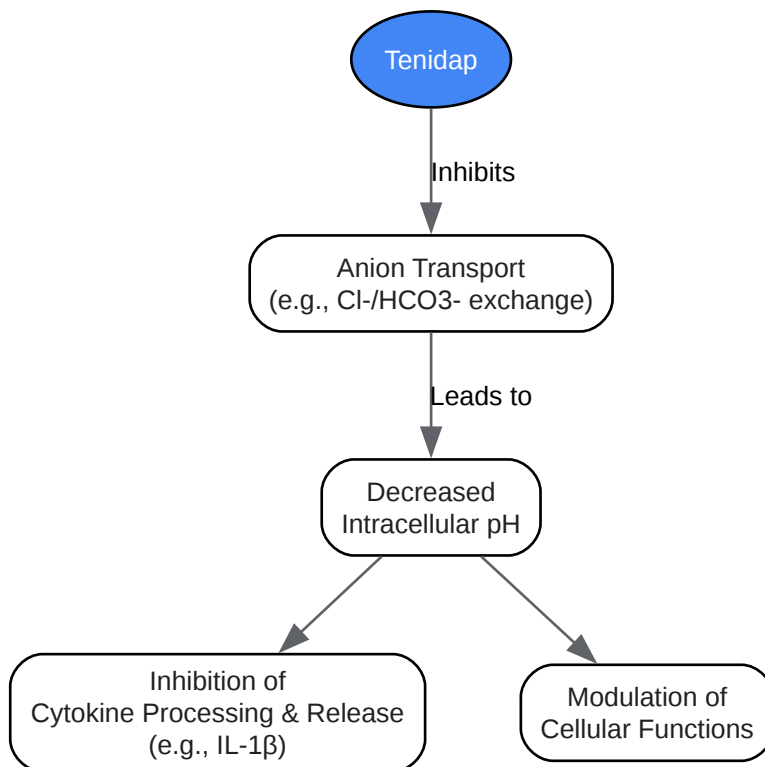 Tenidap
Inhibits
Anion Transport
(e.g., Cl-/HCO3- exchange)
Leads to
Decreased
Intracellular pH
Inhibition of
Cytokine Processing & Release
(e.g., IL-1β)
Modulation of
Cellular Functions